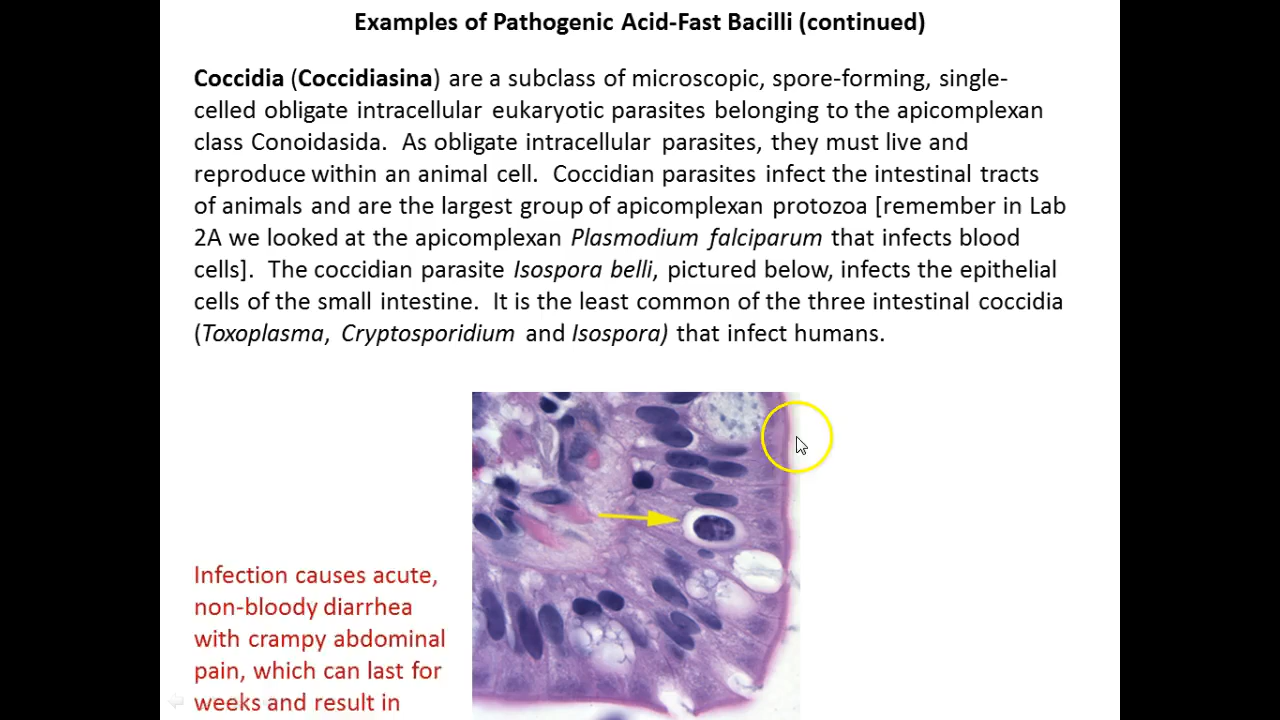 Examples of Pathogenic Acid-Fast Bacilli (continued)
Coccidia (Coccidiasina) are a subclass of microscopic, spore-forming, single-
celled obligate intracellular eukaryotic parasites belonging to the apicomplexan
class Conoidasida. As obligate intracellular parasites, they must live and
reproduce within an animal cell. Coccidian parasites infect the intestinal tracts
of animals and are the largest group of apicomplexan protozoa [remember in Lab
2A we looked at the apicomplexan Plasmodium falciparum that infects blood
cells]. The coccidian parasite Isospora belli, pictured below, infects the epithelial
cells of the small intestine. It is the least common of the three intestinal coccidia
(Toxoplasma, Cryptosporidium and Isospora) that infect humans.
Infection causes acute,
non-bloody diarrhea
with crampy abdominal
pain, which can last for
weeks and result in